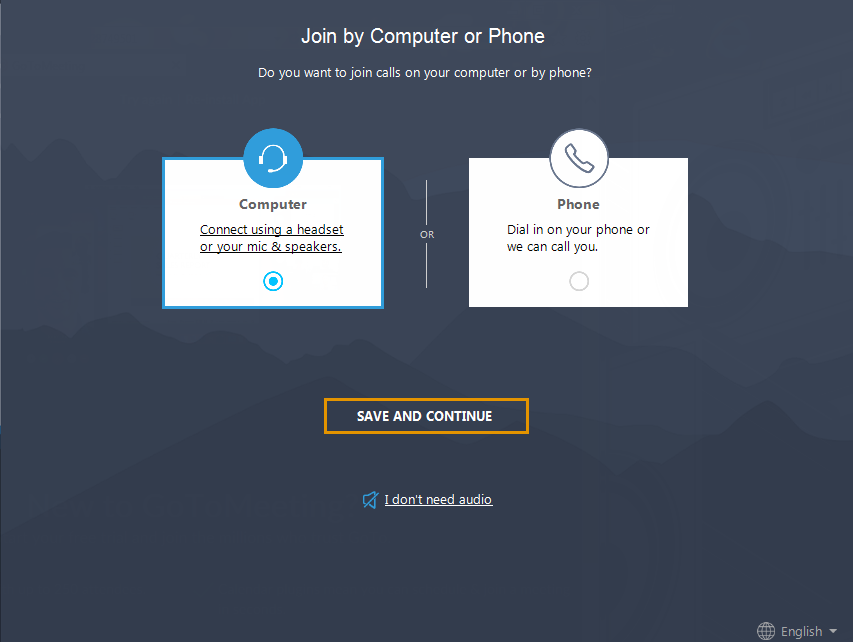 Join by Computer or Phone
Do you want to join calls on your computer or by phone?
Computer
Connect using a headset
or your mic & speakers.
OR
Phone
Dial in on your phone or
we can call you.
SAVE AND CONTINUE
I don't need audio
English